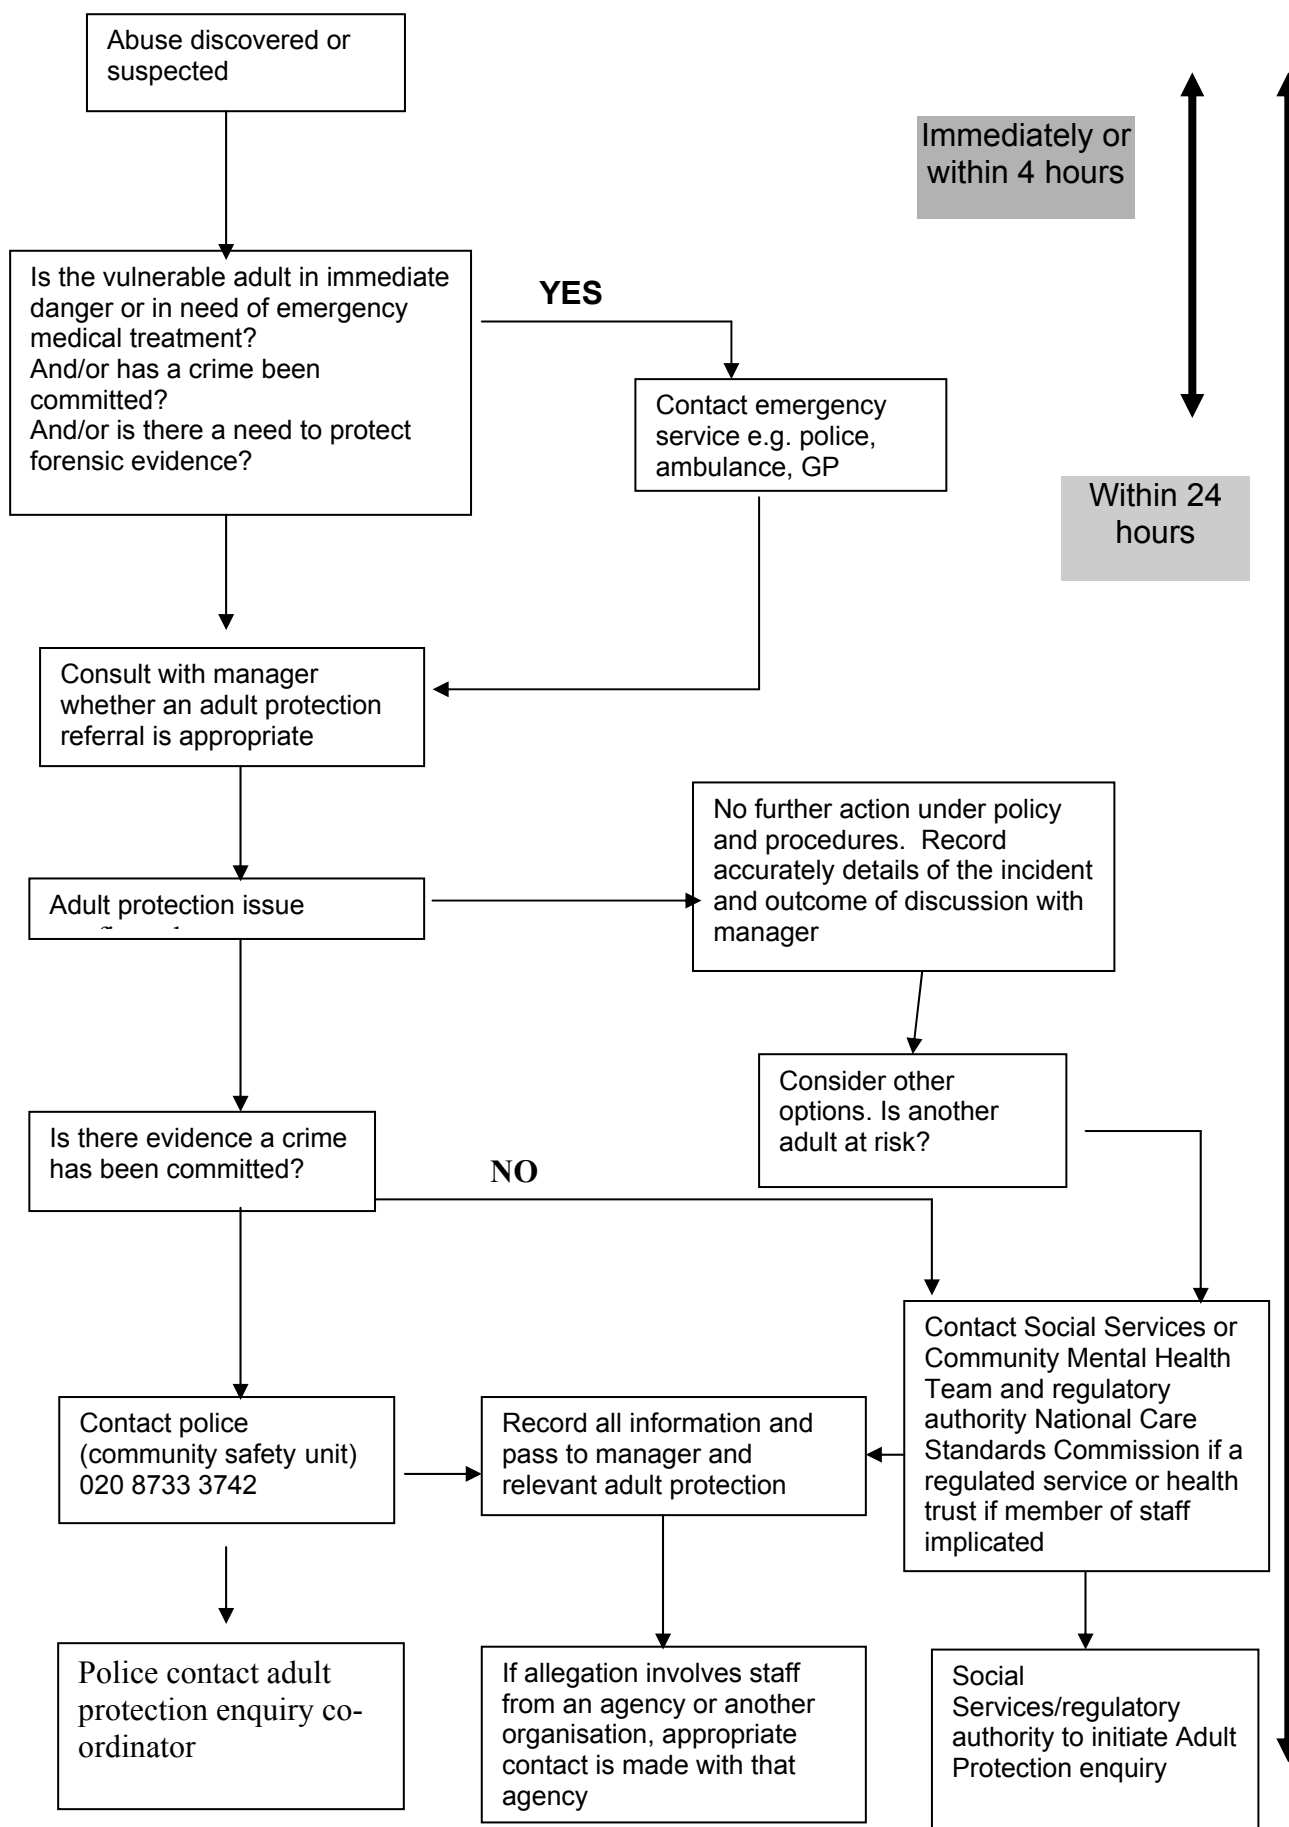 Abuse discovered or
suspected
Immediately or
within 4 hours
Is the vulnerable adult in immediate
danger or in need of emergency
medical treatment?
And/or has a crime been
committed?
And/or is there a need to protect
forensic evidence?
YES
Contact emergency
service e.g. police,
ambulance, GP
Within 24
hours
Consult with manager
whether an adult protection
referral is appropriate
No further action under policy
and procedures.  Record
accurately details of the incident
and outcome of discussion with
manager
Adult protection issue
Consider other
options. Is another
adult at risk?
Is there evidence a crime
has been committed?
NO
Contact Social Services or
Community Mental Health
Team and regulatory
authority National Care
Standards Commission if a
regulated service or health
trust if member of staff
implicated
Contact police
(community safety unit)
020 8733 3742
Record all information and
pass to manager and
relevant adult protection
Police contact adult
protection enquiry co-
ordinator
If allegation involves staff
from an agency or another
organisation, appropriate
contact is made with that
agency
Social
Services/regulatory
authority to initiate Adult
Protection enquiry